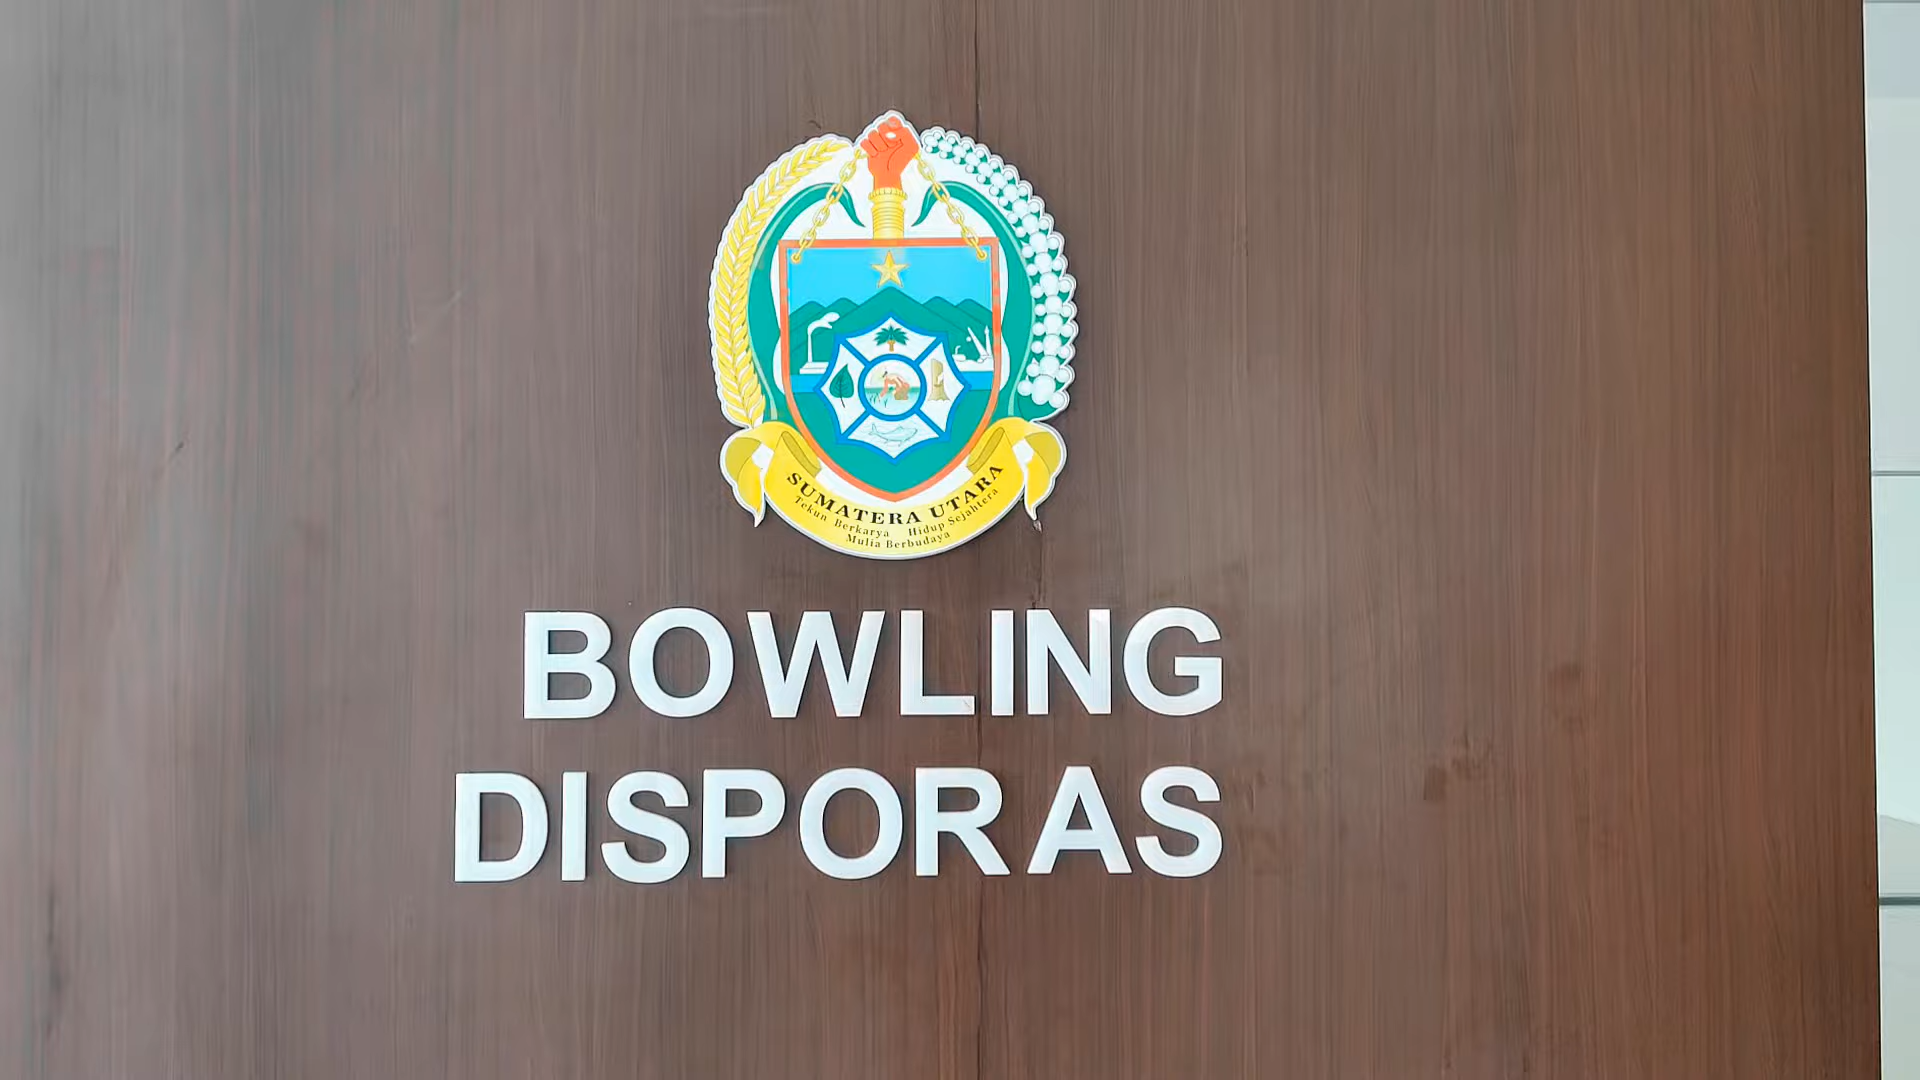 SUMATERA UTARA
Tekun Berkarya Hidup Sejahtera
Mulia Berbudaya
BOWLING
DISPORAS